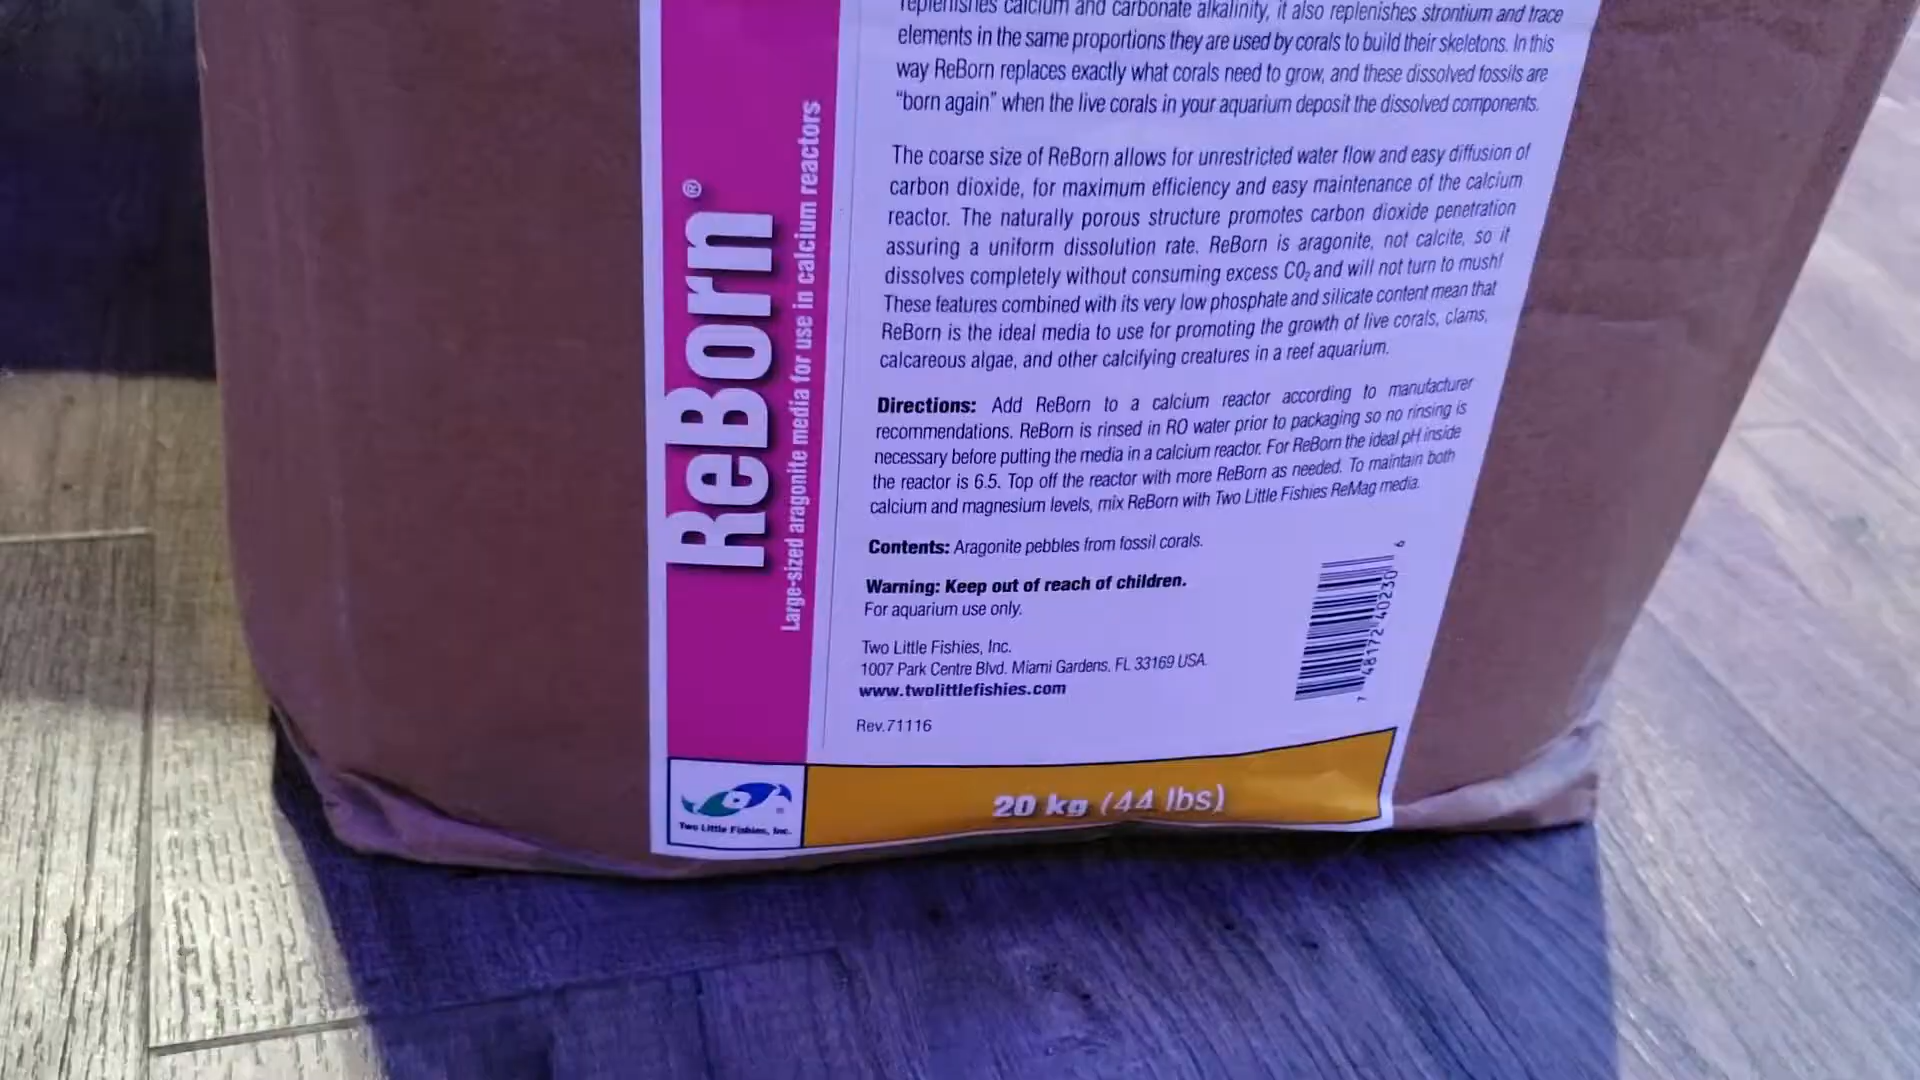 replenishes calcium and carbonate alkalinity, it also replenishes strontium and trace
elements in the same proportions they are used by corals to build their skeletons. In this
way ReBorn replaces exactly what corals need to grow, and these dissolved fossils are
“born again” when the live corals in your aquarium deposit the dissolved components.
The coarse size of ReBorn allows for unrestricted water flow and easy diffusion of
carbon dioxide, for maximum efficiency and easy maintenance of the calcium
reactor. The naturally porous structure promotes carbon dioxide penetration
assuring a uniform dissolution rate. ReBorn is aragonite, not calcite, so it
dissolves completely without consuming excess CO₂ and will not turn to mush!
These features combined with its very low phosphate and silicate content mean that
ReBorn is the ideal media to use for promoting the growth of live corals, clams,
calcareous algae, and other calcifying creatures in a reef aquarium.
Directions: Add ReBorn to a calcium reactor according to manufacturer
recommendations. ReBorn is rinsed in RO water prior to packaging so no rinsing is
necessary before putting the media in a calcium reactor. For ReBorn the ideal pH inside
the reactor is 6.5. Top off the reactor with more ReBorn as needed. To maintain both
calcium and magnesium levels, mix ReBorn with Two Little Fishies ReMag media.
Contents: Aragonite pebbles from fossil corals.
Warning: Keep out of reach of children.
For aquarium use only.
Two Little Fishies, Inc.
1007 Park Centre Blvd. Miami Gardens, FL 33169 USA
www.twolittlefishies.com
Rev.71116
7 48172 40230 6
ReBorn®
Large-sized aragonite media for use in calcium reactors
Two Little Fishies, Inc.
20 kg (44 lbs)